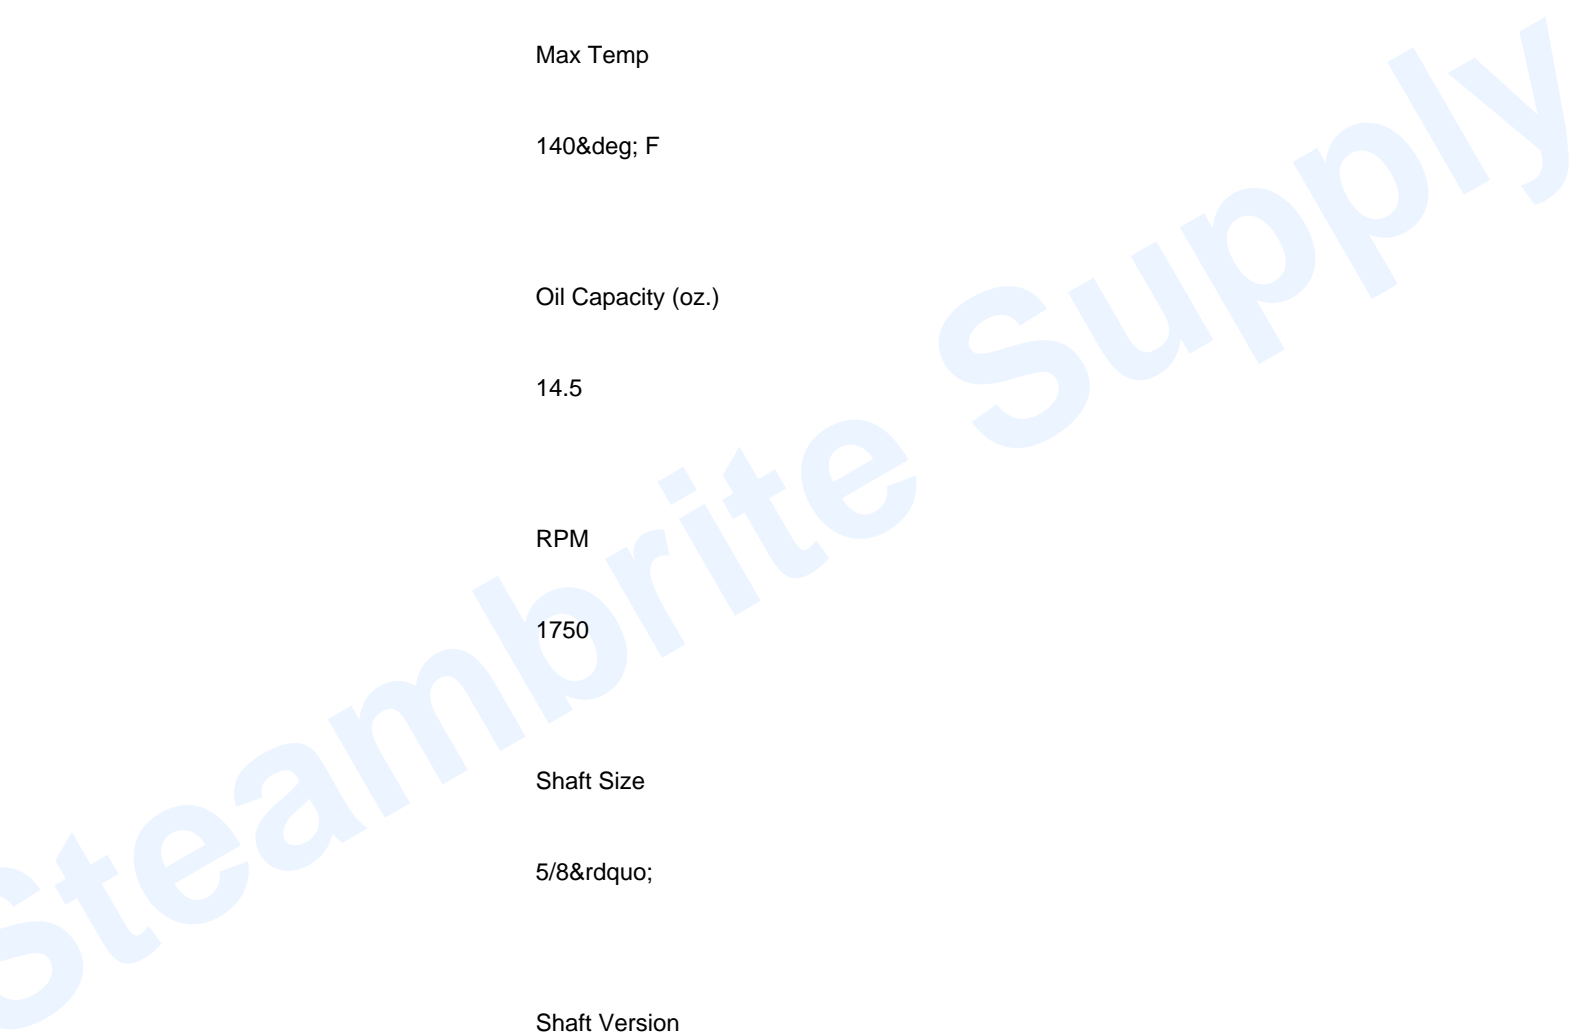 Max Temp
140&deg; F
Oil Capacity (oz.)
14.5
RPM
1750
Shaft Size
5/8&rdquo;
Shaft Version
Steambrite Supply